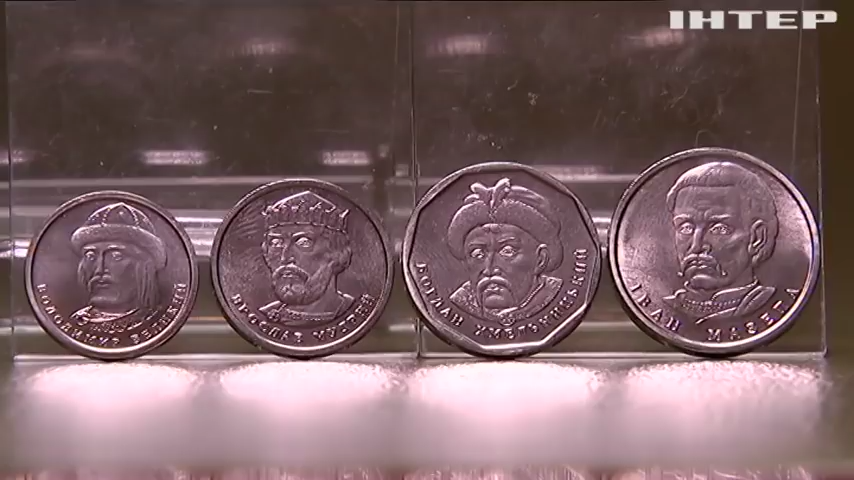 ІНТЕР
ВОЛОДИМИР ВЕЛИКИЙ
ЯРОСЛАВ МУДРИЙ
БОГДАН ХМЕЛЬНИЦЬКИЙ
ІВАН МАЗЕПА